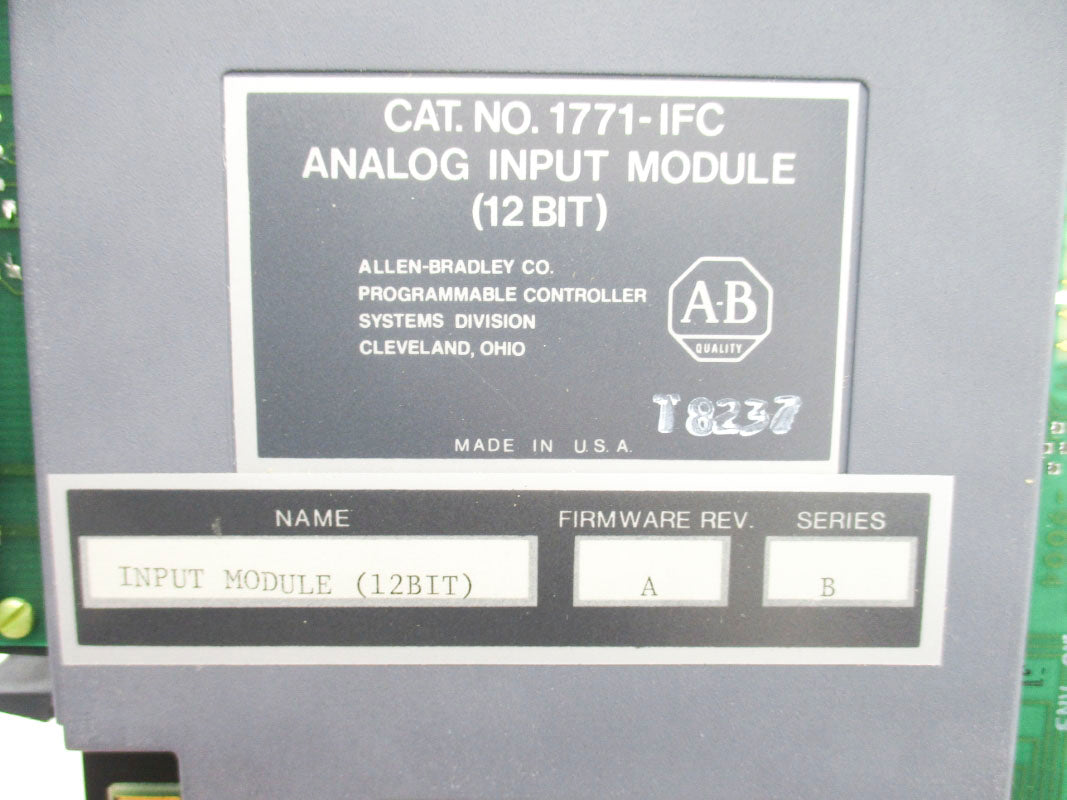 CAT. NO. 1771-IFC
ANALOG INPUT MODULE
(12 BIT)
ALLEN-BRADLEY CO.
PROGRAMMABLE CONTROLLER
SYSTEMS DIVISION
CLEVELAND, OHIO
A-B
QUALITY
T 8237
MADE IN U.S.A.
NAME FIRMWARE REV. SERIES
INPUT MODULE (12BIT) A B